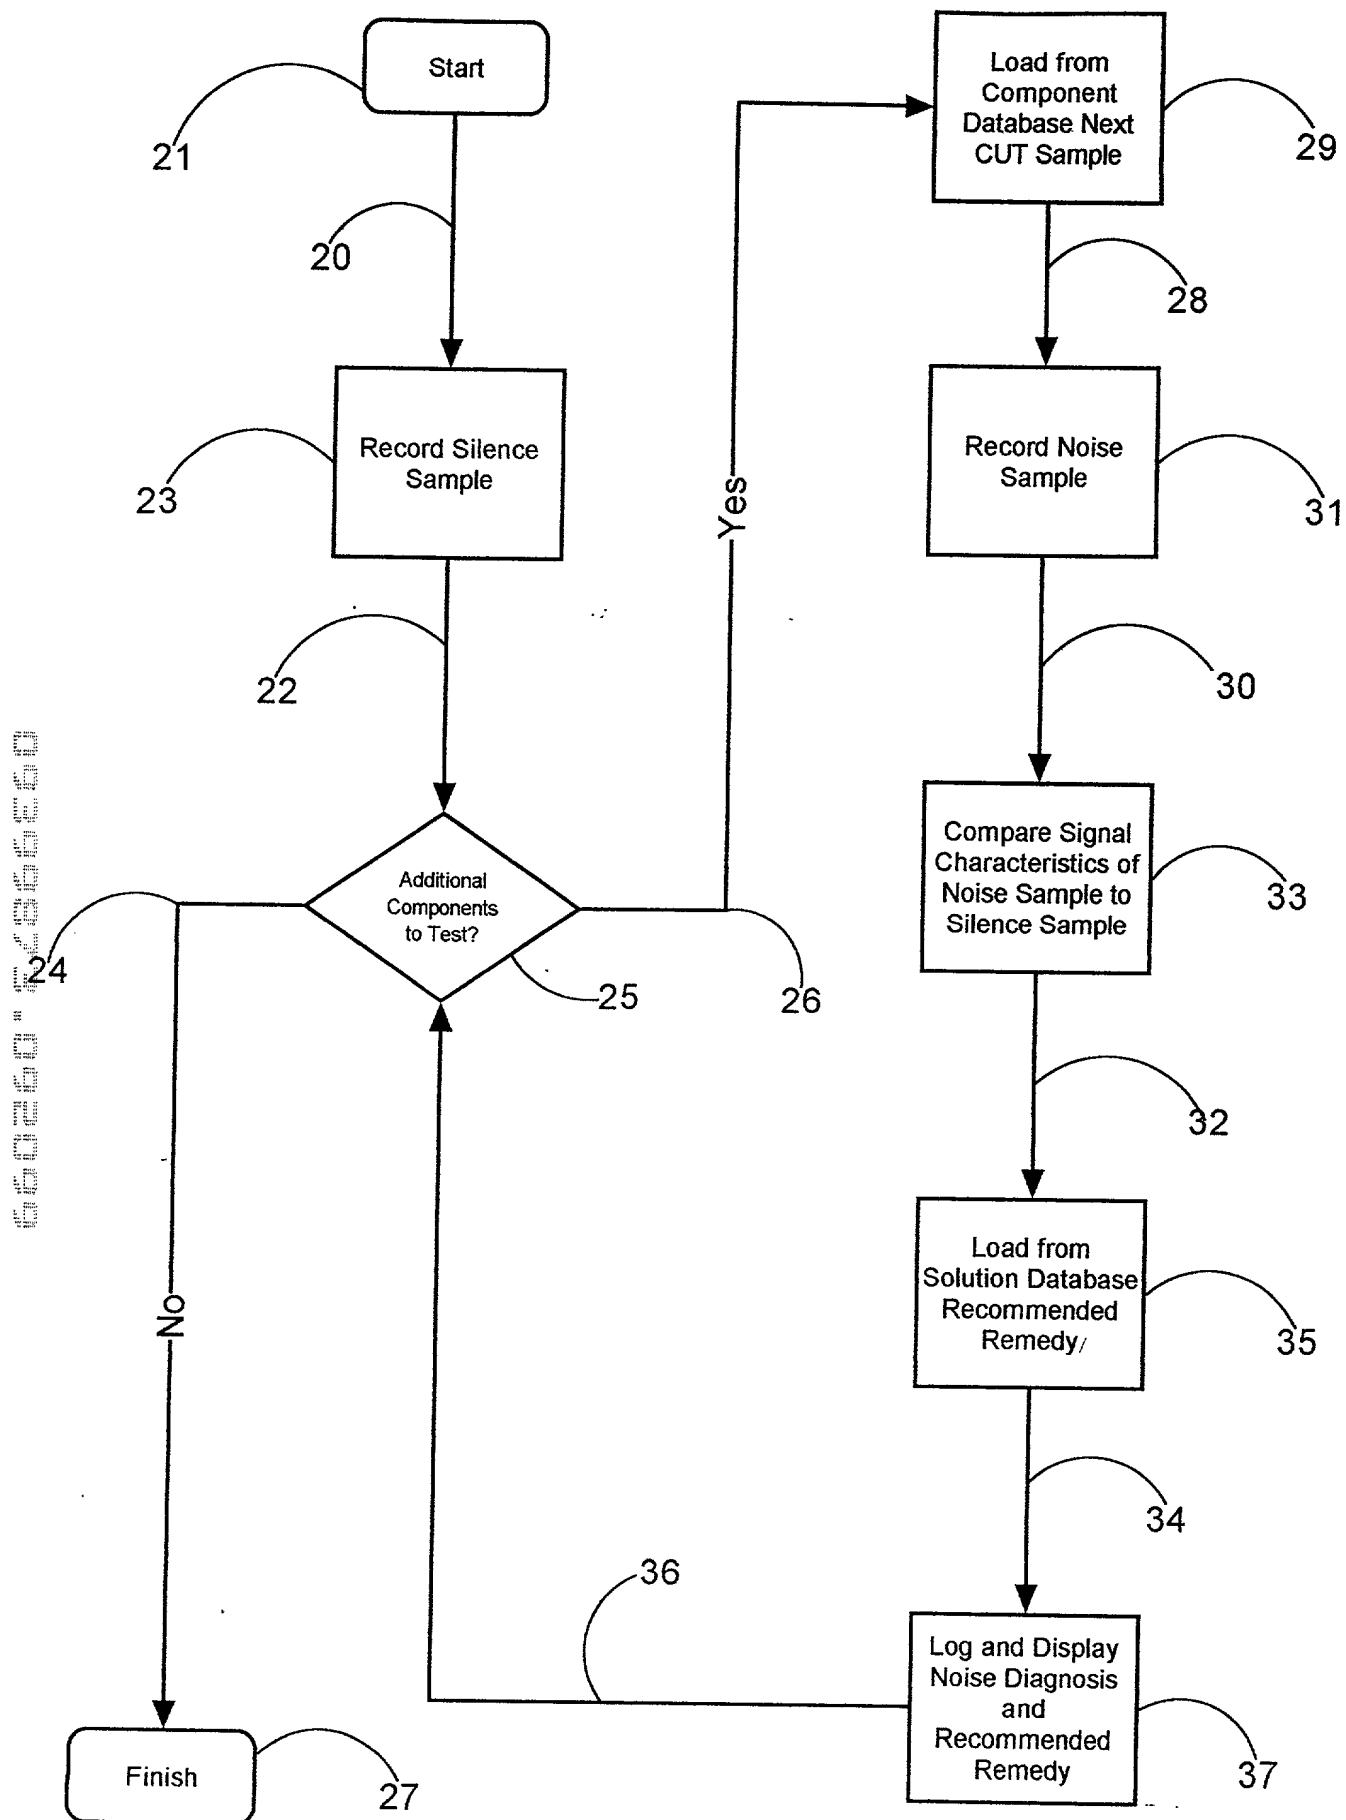 Start
21
20
Record Silence
Sample
23
22
Additional
Components
to Test?
24
25
26
Yes
No
Finish
27
Load from
Component
Database Next
CUT Sample
29
28
Record Noise
Sample
31
30
Compare Signal
Characteristics of
Noise Sample to
Silence Sample
33
32
Load from
Solution Database
Recommended
Remedy
35
34
Log and Display
Noise Diagnosis
and
Recommended
Remedy
37
36